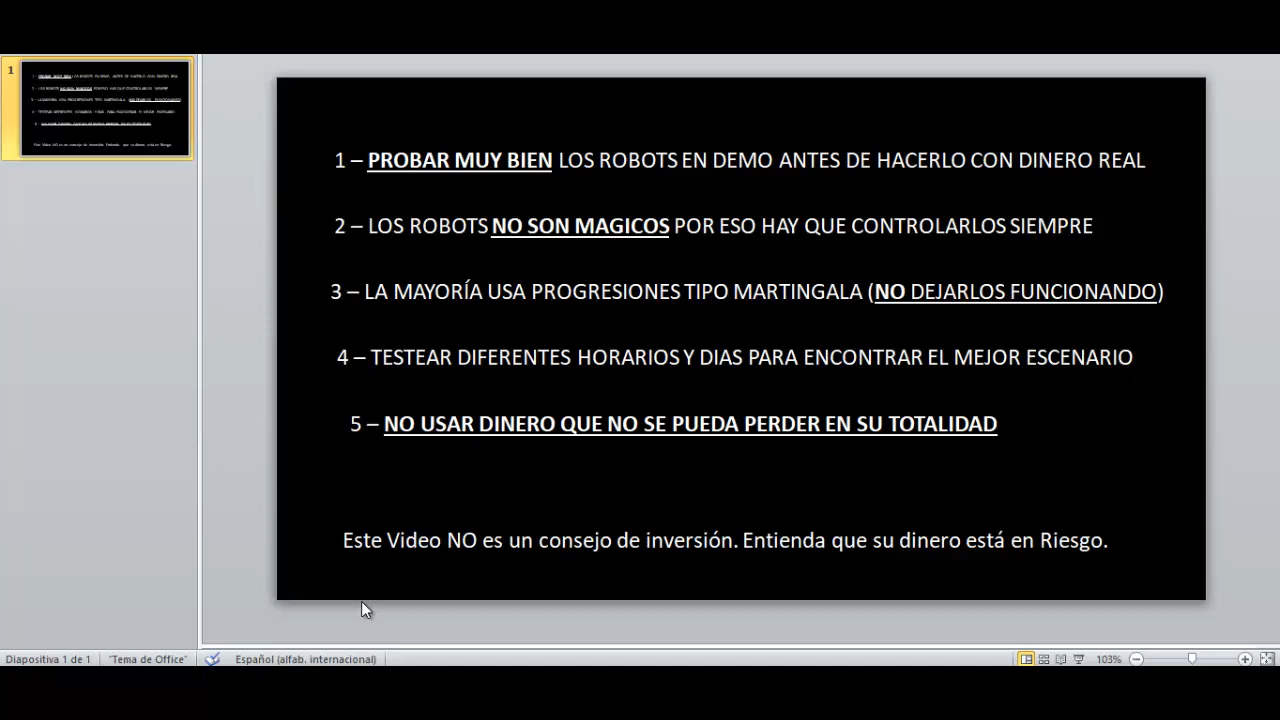 1
1 – PROBAR MUY BIEN LOS ROBOTS EN DEMO ANTES DE HACERLO CON DINERO REAL
2 – LOS ROBOTS NO SON MAGICOS POR ESO HAY QUE CONTROLARLOS SIEMPRE
3 – LA MAYORÍA USA PROGRESIONES TIPO MARTINGALA (NO DEJARLOS FUNCIONANDO)
4 – TESTEAR DIFERENTES HORARIOS Y DIAS PARA ENCONTRAR EL MEJOR ESCENARIO
5 – NO USAR DINERO QUE NO SE PUEDA PERDER EN SU TOTALIDAD
Este Video NO es un consejo de inversión. Entienda que su dinero está en Riesgo.
Diapositiva 1 de 1 "Tema de Office" Español (alfab. internacional) 103%